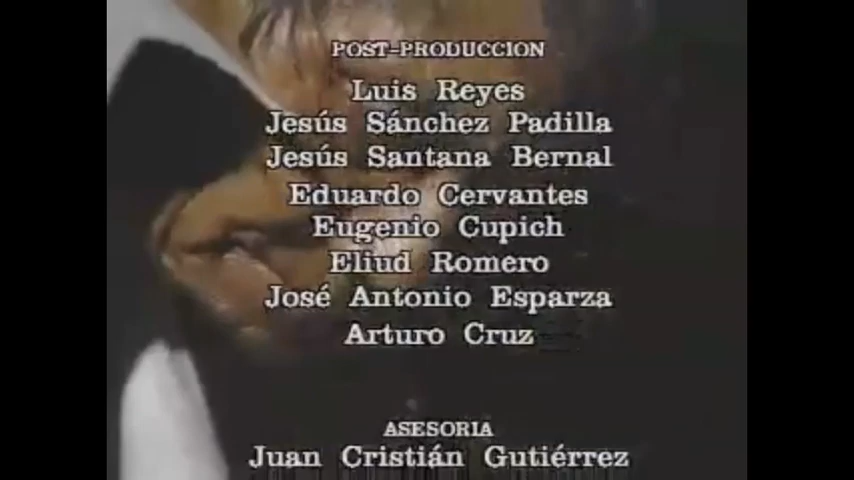 POST-PRODUCCION
Luis Reyes
Jesús Sánchez Padilla
Jesús Santana Bernal
Eduardo Cervantes
Eugenio Cupich
Eliud Romero
José Antonio Esparza
Arturo Cruz
ASESORIA
Juan Cristián Gutiérrez